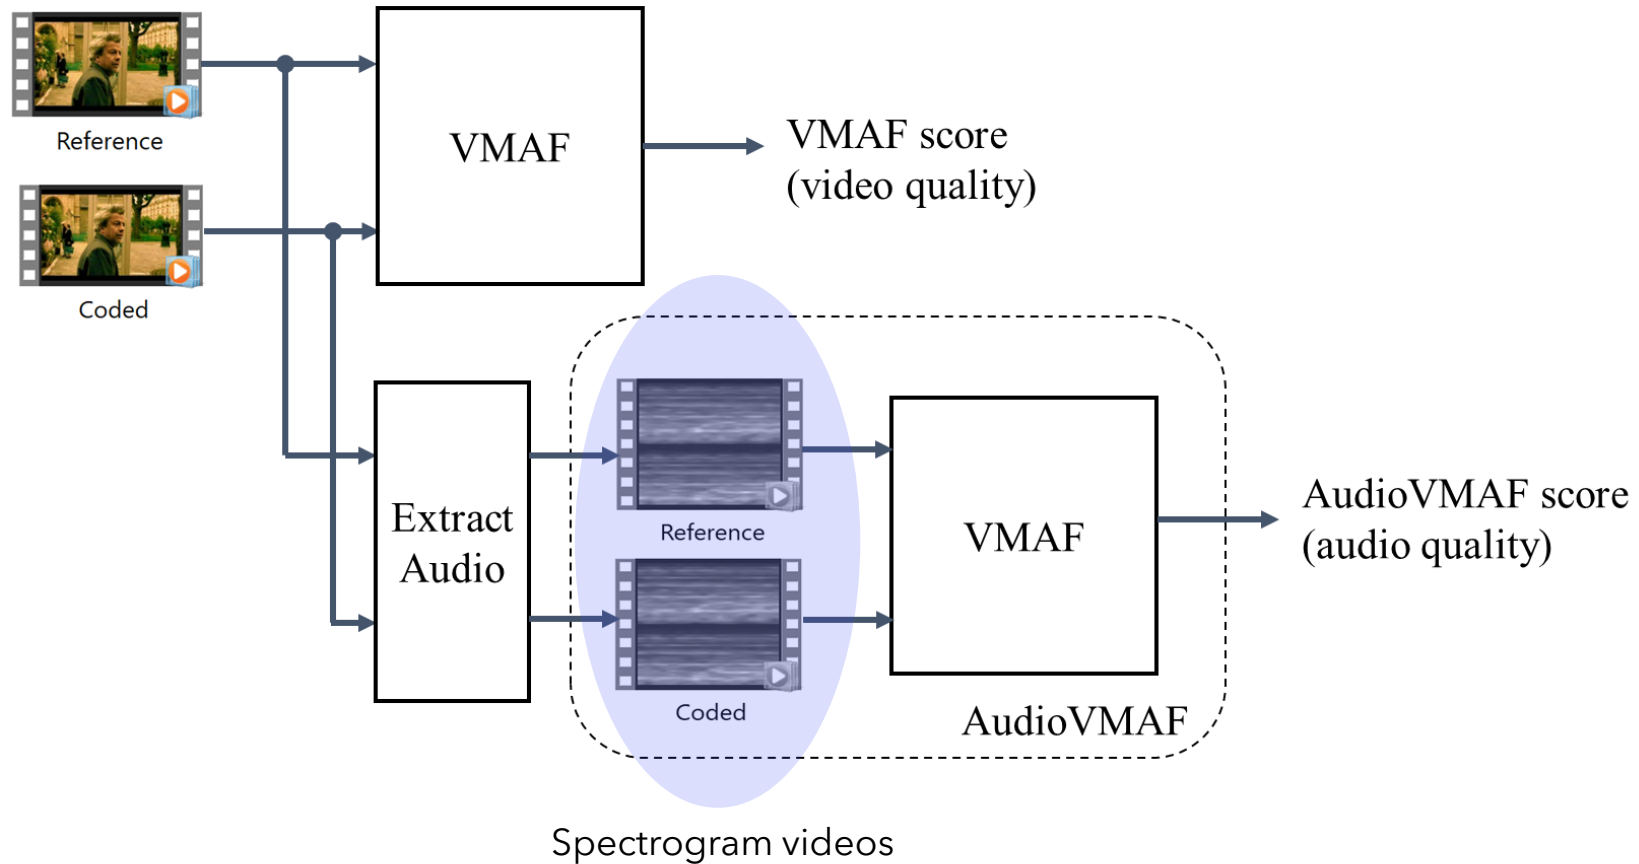 Reference
Coded
VMAF
VMAF score
(video quality)
Extract
Audio
Reference
Coded
VMAF
AudioVMAF
AudioVMAF score
(audio quality)
Spectrogram videos